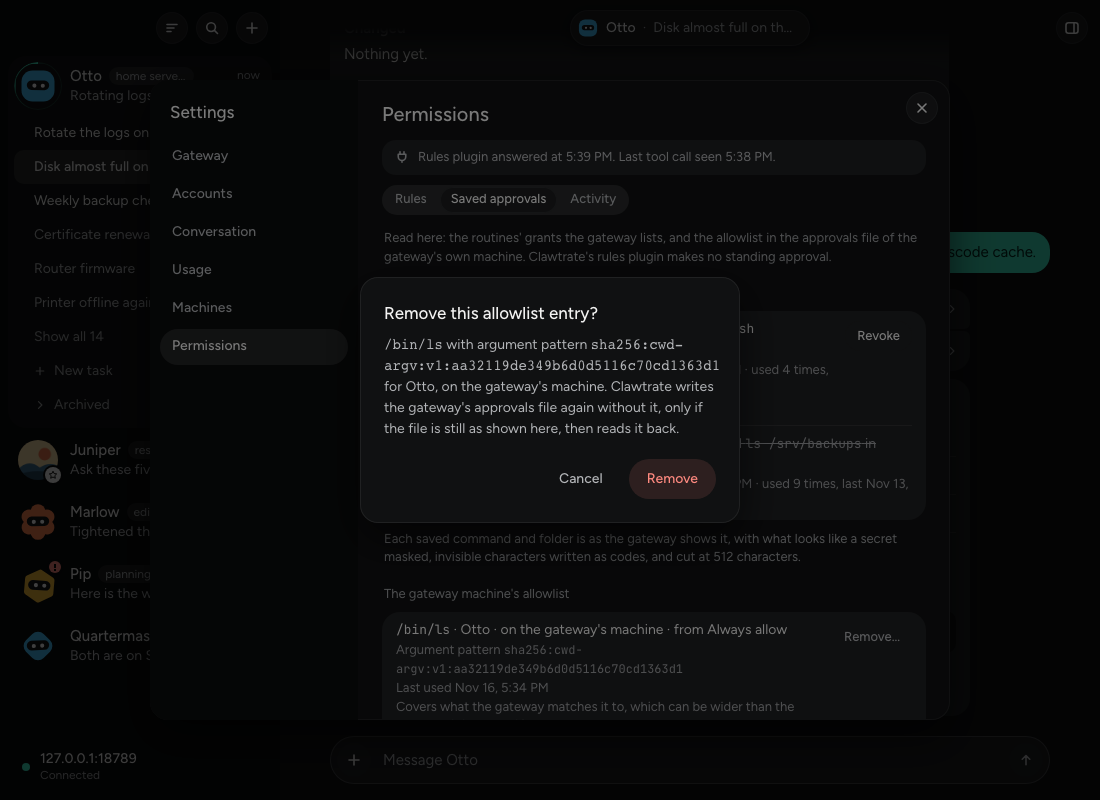 Otto · Disk almost full on th...
Nothing yet.
Otto home serve... now
Rotating logs
Rotate the logs on
Disk almost full on
Weekly backup che
Certificate renewa
Router firmware
Printer offline agai
Show all 14
New task
Archived
Juniper res
Ask these five
Marlow edi
Tightened th
Pip planning
Here is the w
Quartermas
Both are on S
127.0.0.1:18789
Connected
Settings
Gateway
Accounts
Conversation
Usage
Machines
Permissions
Permissions
Rules plugin answered at 5:39 PM. Last tool call seen 5:38 PM.
Rules Saved approvals Activity
Read here: the routines' grants the gateway lists, and the allowlist in the approvals file of the
gateway's own machine. Clawtrate's rules plugin makes no standing approval.
scode cache.
sh
Revoke
· used 4 times,
ls /srv/backups in
PM · used 9 times, last Nov 13,
Remove this allowlist entry?
/bin/ls with argument pattern sha256:cwd-
argv:v1:aa32119de349b6d0d5116c70cd1363d1
for Otto, on the gateway's machine. Clawtrate writes
the gateway's approvals file again without it, only if
the file is still as shown here, then reads it back.
Cancel Remove
Each saved command and folder is as the gateway shows it, with what looks like a secret
masked, invisible characters written as codes, and cut at 512 characters.
The gateway machine's allowlist
/bin/ls · Otto · on the gateway's machine · from Always allow
Remove...
Argument pattern sha256:cwd-
argv:v1:aa32119de349b6d0d5116c70cd1363d1
Last used Nov 16, 5:34 PM
Covers what the gateway matches it to, which can be wider than the
Message Otto